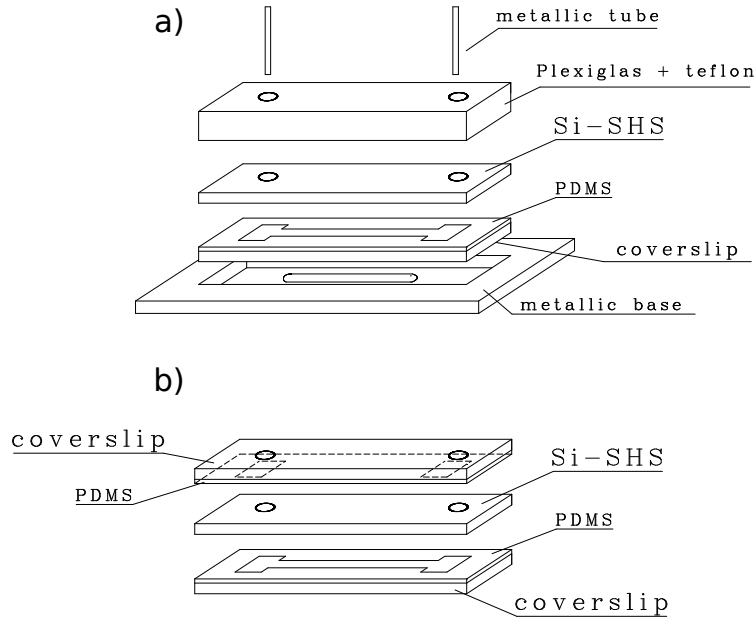 a)
metallic tube
Plexiglas + teflon
Si-SHS
PDMS
coverslip
metallic base
b)
coverslip
Si-SHS
PDMS
PDMS
coverslip